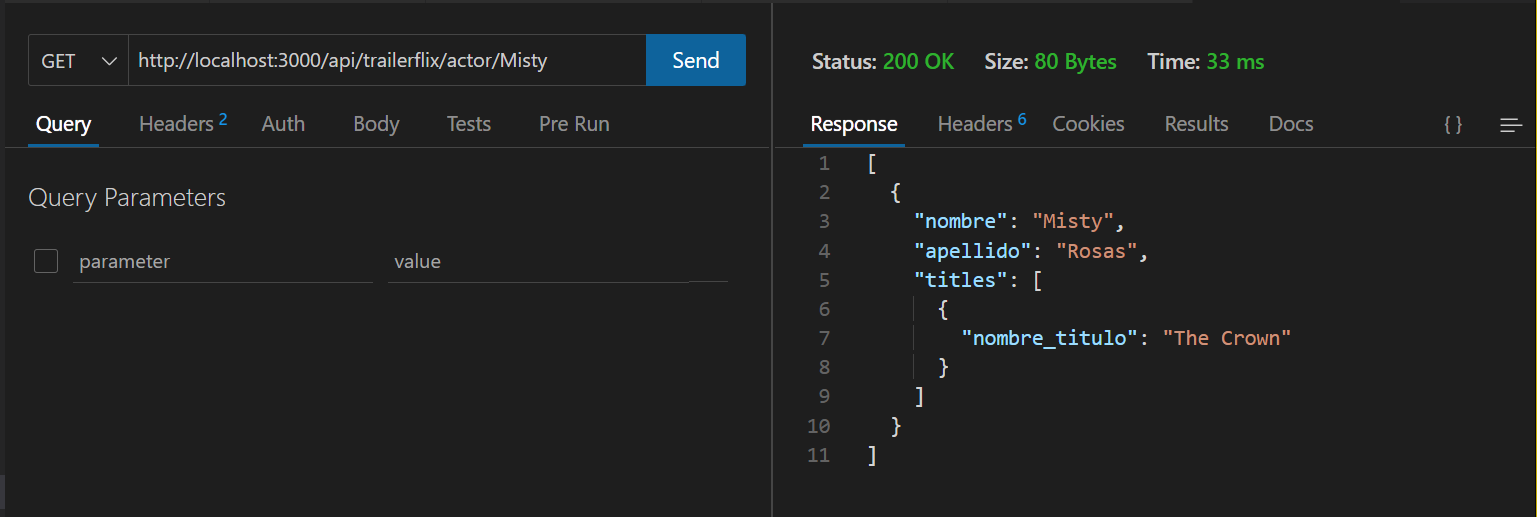 GET http://localhost:3000/api/trailerflix/actor/Misty Send
Query Headers 2 Auth Body Tests Pre Run
Query Parameters
parameter value
Status: 200 OK Size: 80 Bytes Time: 33 ms
Response Headers 6 Cookies Results Docs { }
1 [
2 {
3 "nombre": "Misty",
4 "apellido": "Rosas",
5 "titles": [
6 {
7 "nombre_titulo": "The Crown"
8 }
9 ]
10 }
11 ]